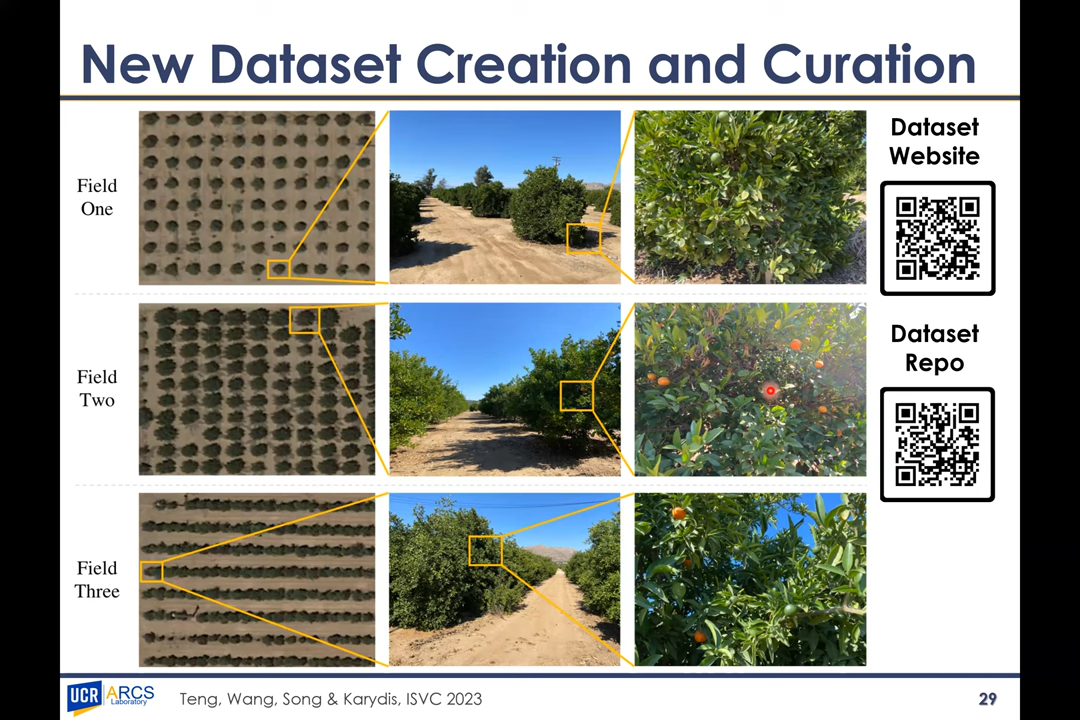 New Dataset Creation and Curation
Field
One
Dataset
Website
Field
Two
Dataset
Repo
Field
Three
UCR
ARCS
Laboratory
Teng, Wang, Song & Karydis, ISVC 2023
29